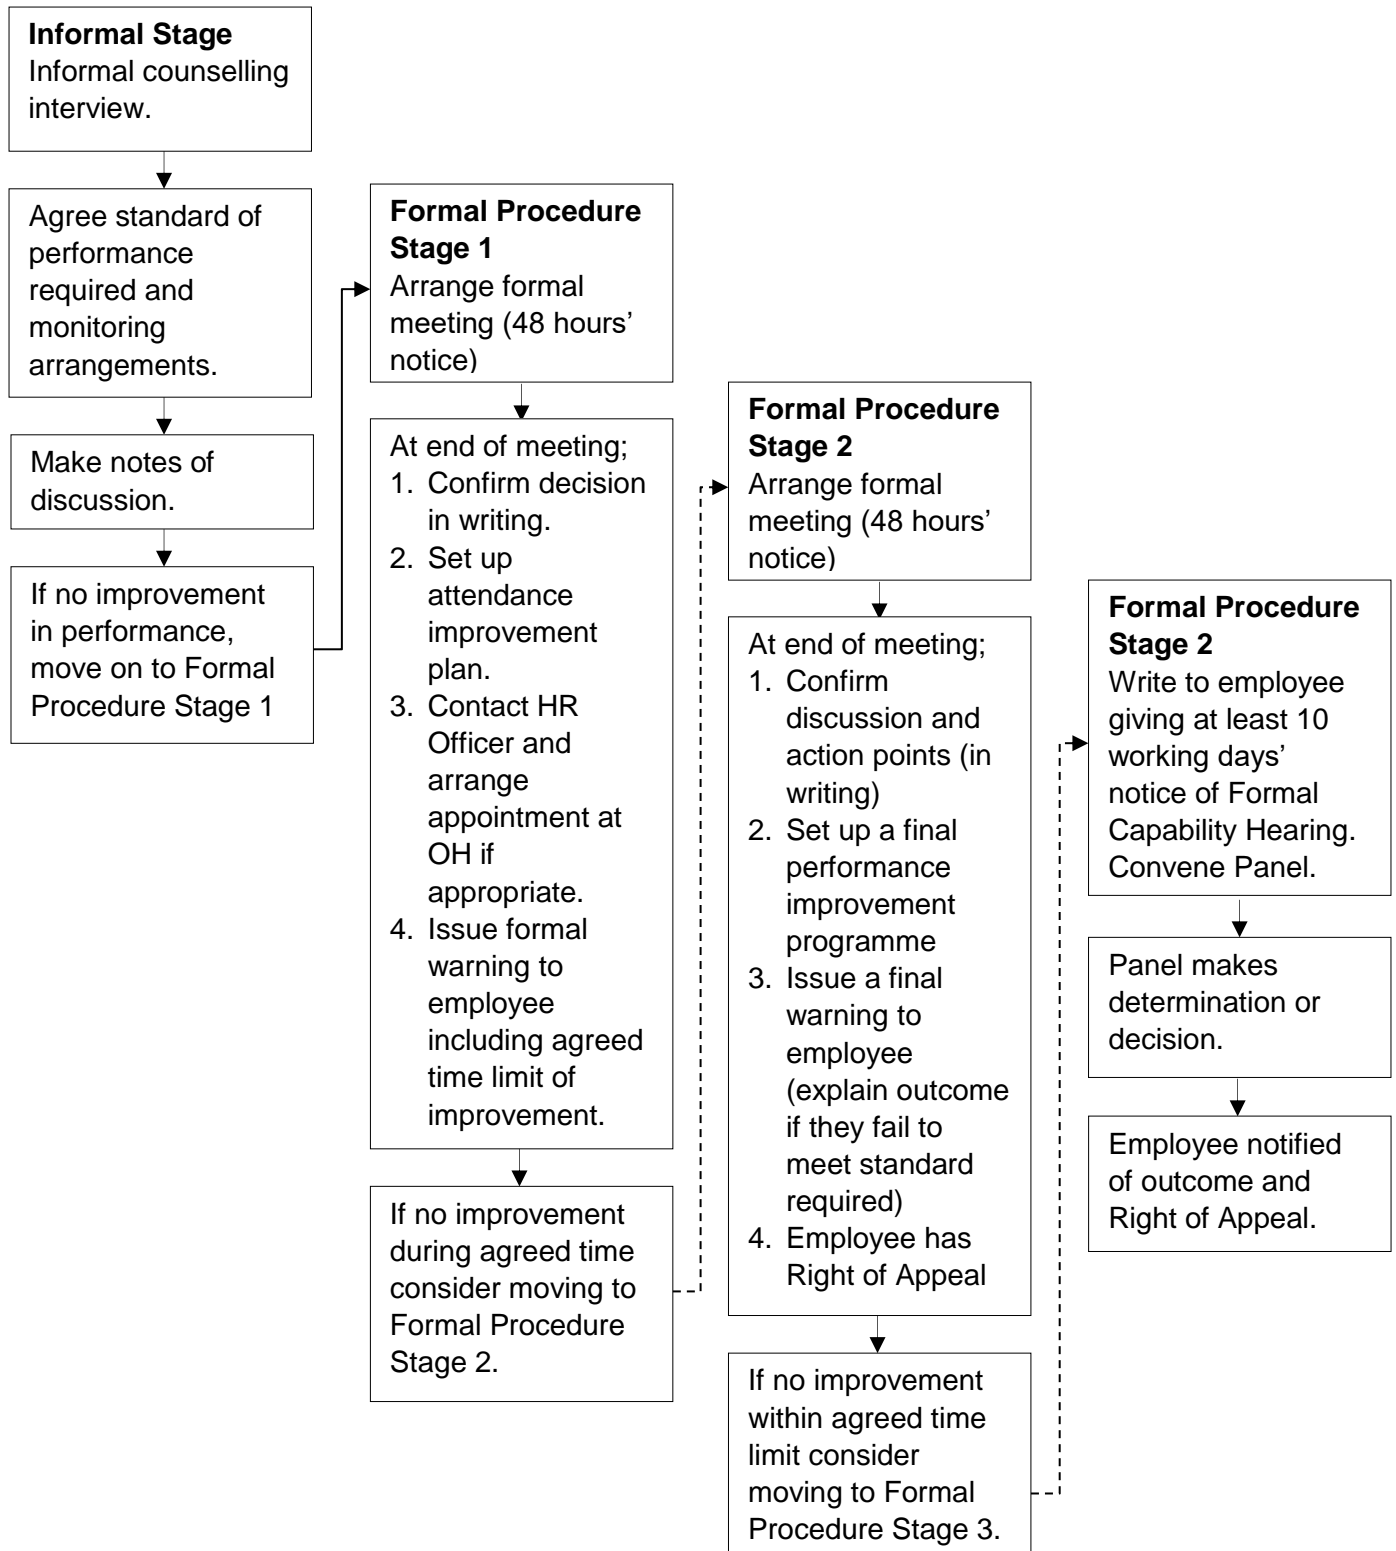 Informal Stage
Informal counselling
interview.
Agree standard of
performance
required and
monitoring
arrangements.
Make notes of
discussion.
If no improvement
in performance,
move on to Formal
Procedure Stage 1
Formal Procedure
Stage 1
Arrange formal
meeting (48 hours’
notice)
At end of meeting;
1. Confirm decision
in writing.
2. Set up
attendance
improvement
plan.
3. Contact HR
Officer and
arrange
appointment at
OH if
appropriate.
4. Issue formal
warning to
employee
including agreed
time limit of
improvement.
If no improvement
during agreed time
consider moving to
Formal Procedure
Stage 2.
Formal Procedure
Stage 2
Arrange formal
meeting (48 hours’
notice)
At end of meeting;
1. Confirm
discussion and
action points (in
writing)
2. Set up a final
performance
improvement
programme
3. Issue a final
warning to
employee
(explain outcome
if they fail to
meet standard
required)
4. Employee has
Right of Appeal
If no improvement
within agreed time
limit consider
moving to Formal
Procedure Stage 3.
Formal Procedure
Stage 2
Write to employee
giving at least 10
working days’
notice of Formal
Capability Hearing.
Convene Panel.
Panel makes
determination or
decision.
Employee notified
of outcome and
Right of Appeal.